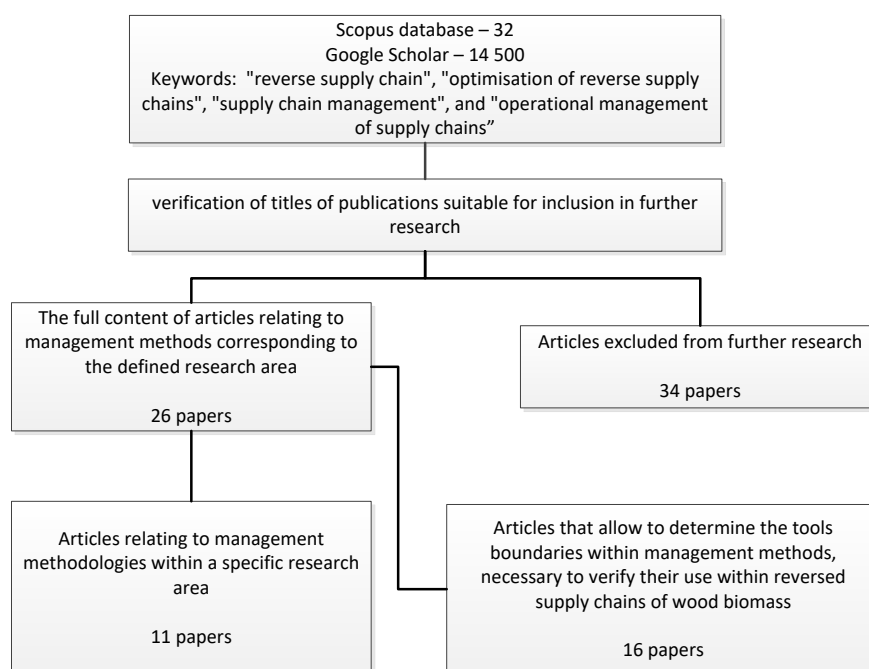 Scopus database – 32
Google Scholar – 14 500
Keywords: "reverse supply chain", "optimisation of reverse supply
chains", "supply chain management", and "operational management
of supply chains”
verification of titles of publications suitable for inclusion in further
research
The full content of articles relating to
management methods corresponding to
the defined research area
26 papers
Articles excluded from further research
34 papers
Articles relating to management
methodologies within a specific research
area
11 papers
Articles that allow to determine the tools
boundaries within management methods,
necessary to verify their use within reversed
supply chains of wood biomass
16 papers